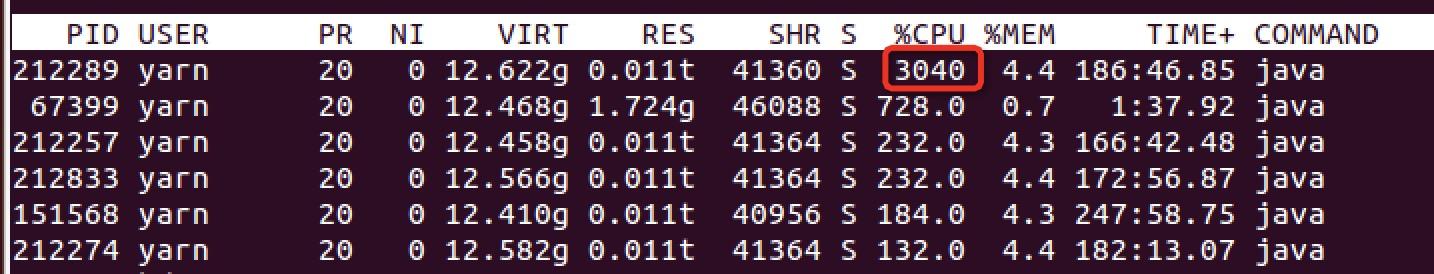 PID USER PR NI VIRT RES SHR S %CPU %MEM TIME+ COMMAND
212289 yarn 20 0 12.622g 0.011t 41360 S 3040 4.4 186:46.85 java
67399 yarn 20 0 12.468g 1.724g 46088 S 728.0 0.7 1:37.92 java
212257 yarn 20 0 12.458g 0.011t 41364 S 232.0 4.3 166:42.48 java
212833 yarn 20 0 12.566g 0.011t 41364 S 232.0 4.4 172:56.87 java
151568 yarn 20 0 12.410g 0.011t 40956 S 184.0 4.3 247:58.75 java
212274 yarn 20 0 12.582g 0.011t 41364 S 132.0 4.4 182:13.07 java